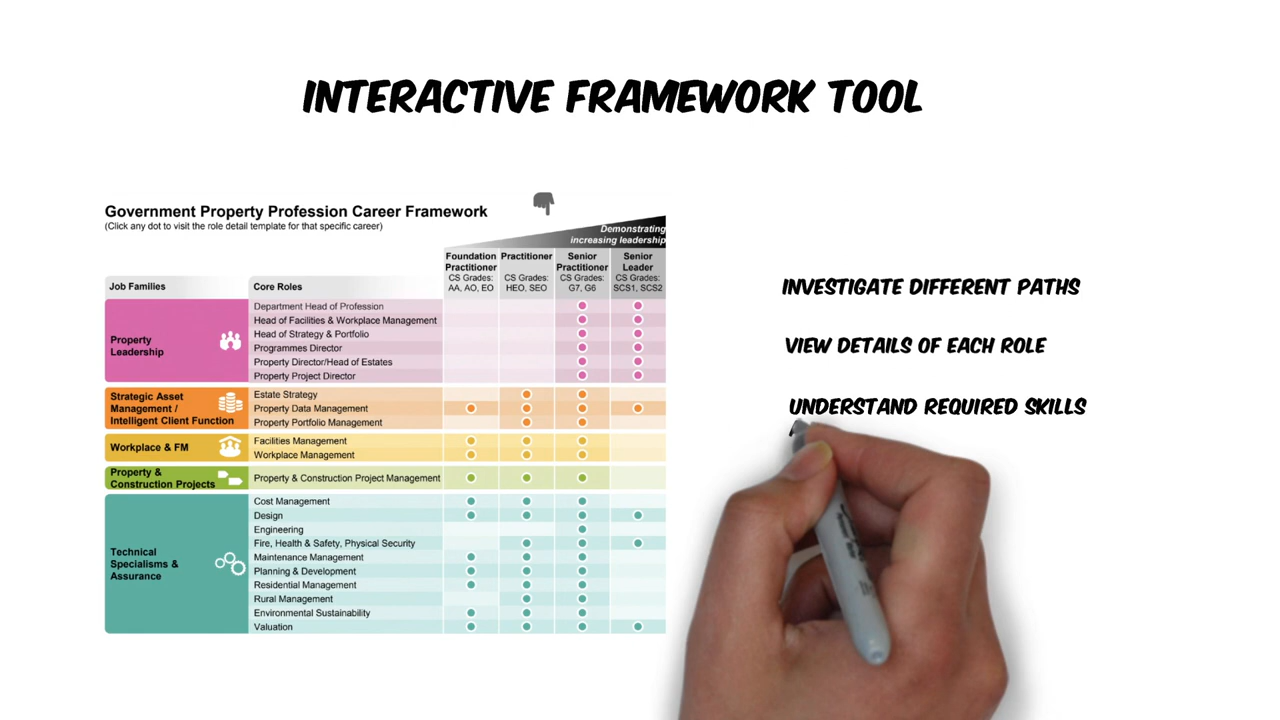 INTERACTIVE FRAMEWORK TOOL
Government Property Profession Career Framework
(Click any dot to visit the role detail template for that specific career)
Demonstrating
increasing leadership
Job Families
Core Roles
Foundation
Practitioner
CS Grades:
AA, AO, EO
Practitioner
CS Grades:
HEO, SEO
Senior
Practitioner
CS Grades:
G7, G6
Senior
Leader
CS Grades:
SCS1, SCS2
Property
Leadership
Department Head of Profession
Head of Facilities & Workplace Management
Head of Strategy & Portfolio
Programmes Director
Property Director/Head of Estates
Property Project Director
Strategic Asset
Management /
Intelligent Client Function
Estate Strategy
Property Data Management
Property Portfolio Management
Workplace & FM
Facilities Management
Workplace Management
Property &
Construction Projects
Property & Construction Project Management
Technical
Specialisms &
Assurance
Cost Management
Design
Engineering
Fire, Health & Safety, Physical Security
Maintenance Management
Planning & Development
Residential Management
Rural Management
Environmental Sustainability
Valuation
INVESTIGATE DIFFERENT PATHS
VIEW DETAILS OF EACH ROLE
UNDERSTAND REQUIRED SKILLS